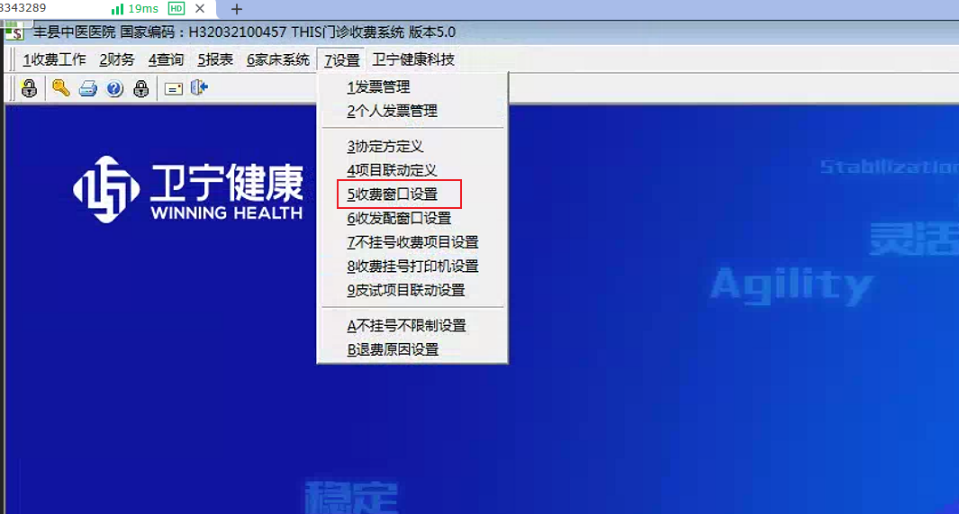 3343289 19ms HD
丰县中医医院 国家编码：H32032100457 THIS门诊收费系统 版本5.0
1收费工作 2财务 4查询 5报表 6家床系统 7设置 卫宁健康科技
1发票管理
2个人发票管理
3协定方定义
4项目联动定义
5收费窗口设置
6收发配窗口设置
7不挂号收费项目设置
8收费挂号打印机设置
9皮试项目联动设置
A不挂号不限制设置
B退费原因设置
卫宁健康
WINNING HEALTH
Stabilization
灵活
Agility
稳定